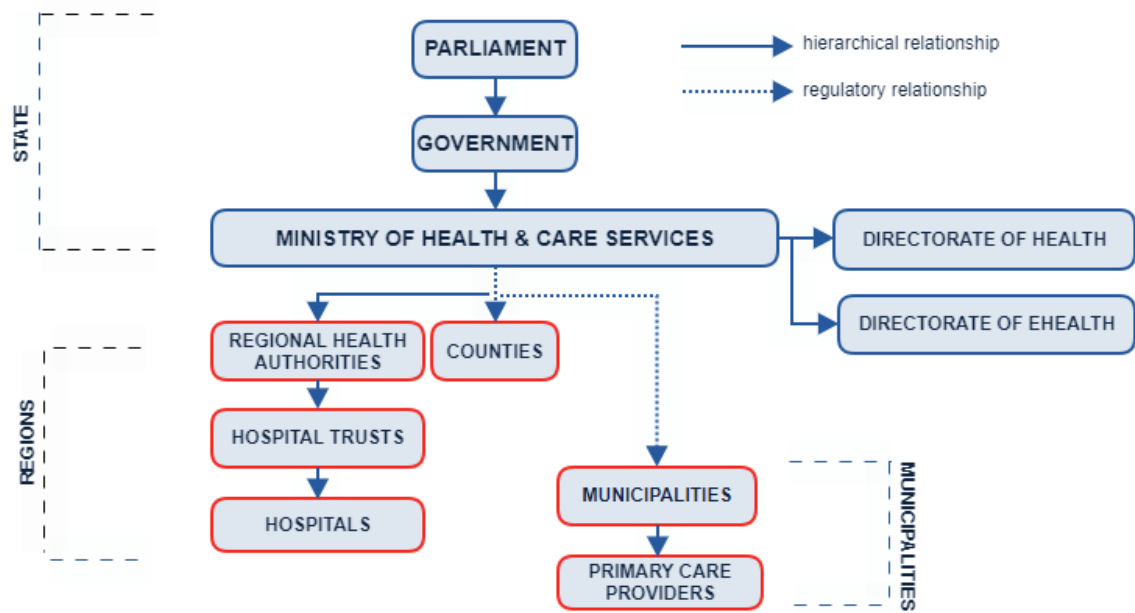 PARLIAMENT
hierarchical relationship
regulatory relationship
STATE
GOVERNMENT
MINISTRY OF HEALTH & CARE SERVICES
DIRECTORATE OF HEALTH
DIRECTORATE OF EHEALTH
REGIONAL HEALTH
AUTHORITIES
COUNTIES
REGIONS
HOSPITAL TRUSTS
HOSPITALS
MUNICIPALITIES
PRIMARY CARE
PROVIDERS
MUNICIPALITIES